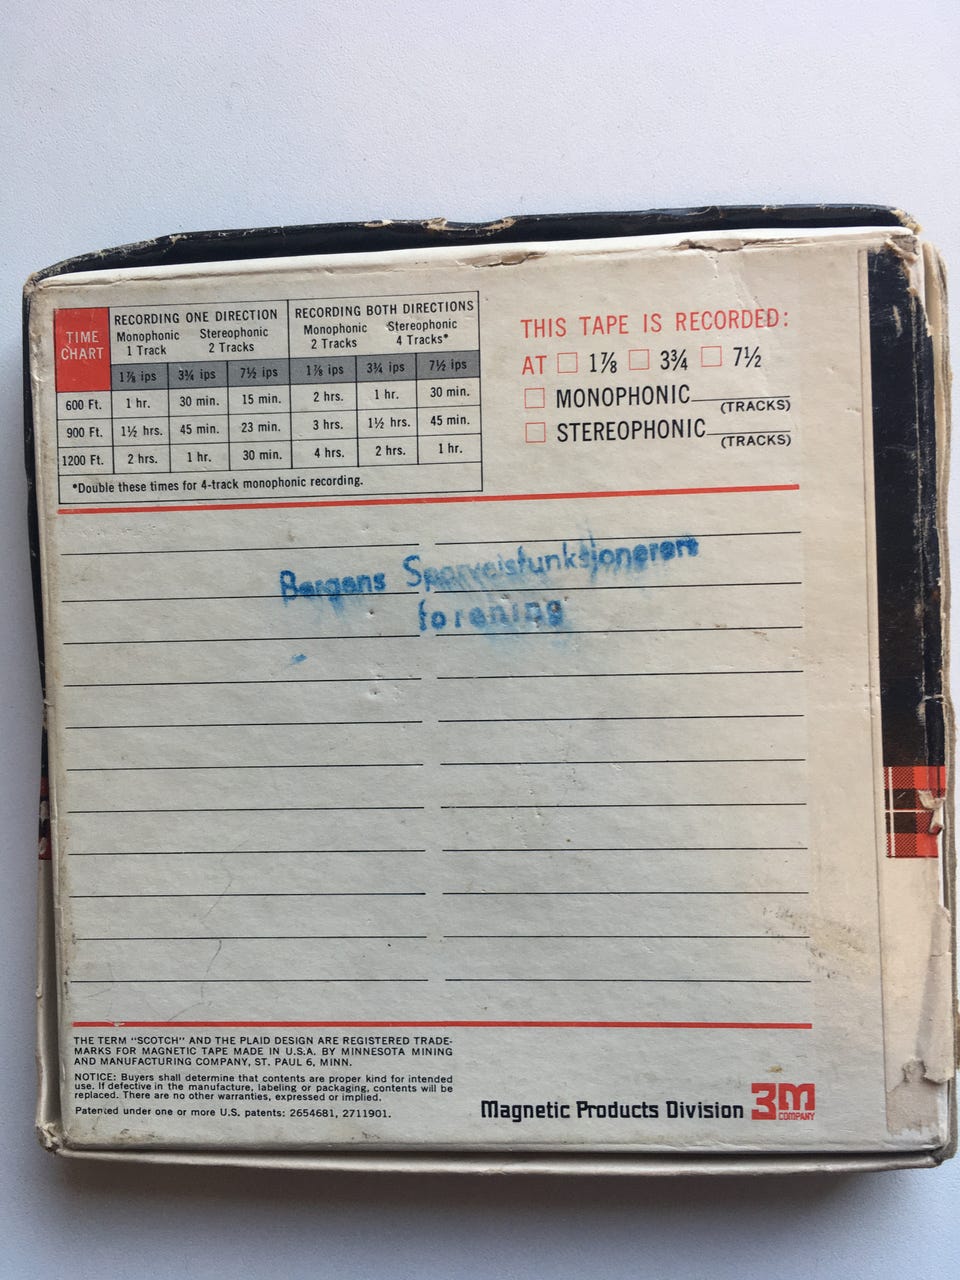 TIME CHART
RECORDING ONE DIRECTION RECORDING BOTH DIRECTIONS
Monophonic 1 Track Stereophonic 2 Tracks Monophonic 2 Tracks Stereophonic 4 Tracks*
1⅞ ips 3¾ ips 7½ ips 1⅞ ips 3¾ ips 7½ ips
600 Ft. 1 hr. 30 min. 15 min. 2 hrs. 1 hr. 30 min.
900 Ft. 1½ hrs. 45 min. 23 min. 3 hrs. 1½ hrs. 45 min.
1200 Ft. 2 hrs. 1 hr. 30 min. 4 hrs. 2 hrs. 1 hr.
*Double these times for 4-track monophonic recording.
THIS TAPE IS RECORDED:
AT 1⅞ 3¾ 7½
MONOPHONIC
(TRACKS)
STEREOPHONIC
(TRACKS)
Bergens Sporveisfunksjonerers
forening
THE TERM "SCOTCH" AND THE PLAID DESIGN ARE REGISTERED TRADE-
MARKS FOR MAGNETIC TAPE MADE IN U.S.A. BY MINNESOTA MINING
AND MANUFACTURING COMPANY, ST. PAUL 6, MINN.
NOTICE: Buyers shall determine that contents are proper kind for intended
use. If defective in the manufacture, labeling or packaging, contents will be
replaced. There are no other warranties, expressed or implied.
Patented under one or more U.S. patents: 2654681, 2711901.
Magnetic Products Division 3M
COMPANY